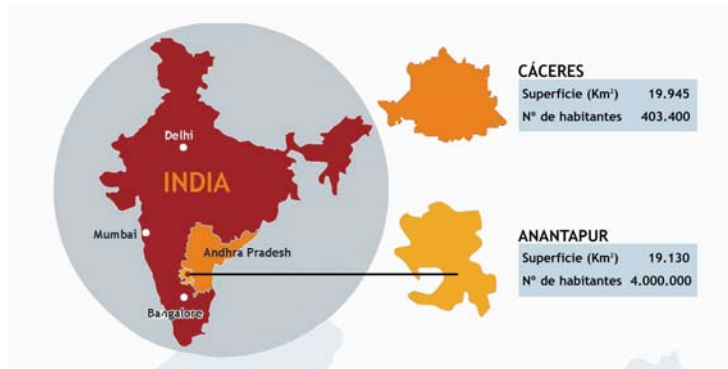 Delhi
INDIA
Mumbai
Andhra Pradesh
Bangalore
CÁCERES
Superficie (Km²) 19.945
Nº de habitantes 403.400
ANANTAPUR
Superficie (Km²) 19.130
Nº de habitantes 4.000.000